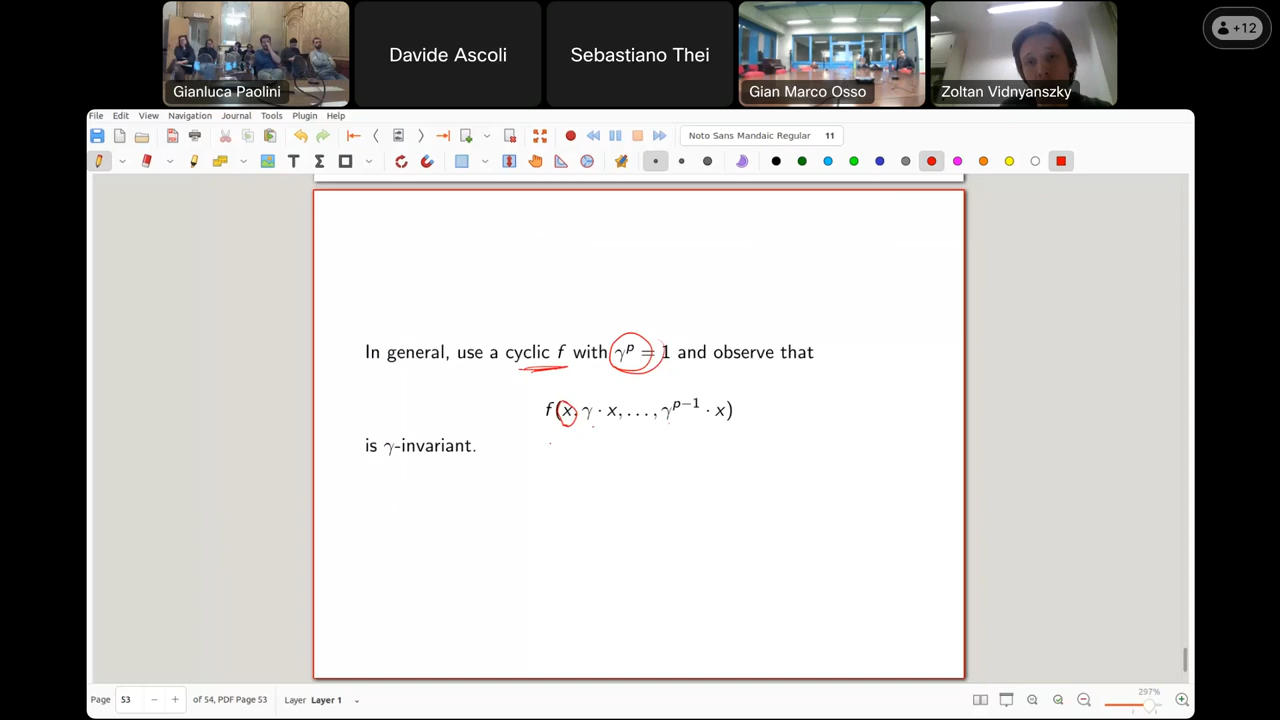 +12
Davide Ascoli
Sebastiano Thei
Gianluca Paolini
Gian Marco Osso
Zoltan Vidnyanszky
File Edit View Navigation Journal Tools Plugin Help
Noto Sans Mandaic Regular 11
In general, use a cyclic f with γ^p = 1 and observe that
f(x, γ · x, . . . , γ^{p−1} · x)
is γ-invariant.
Page 53 of 54, PDF Page 53 Layer Layer 1
297%